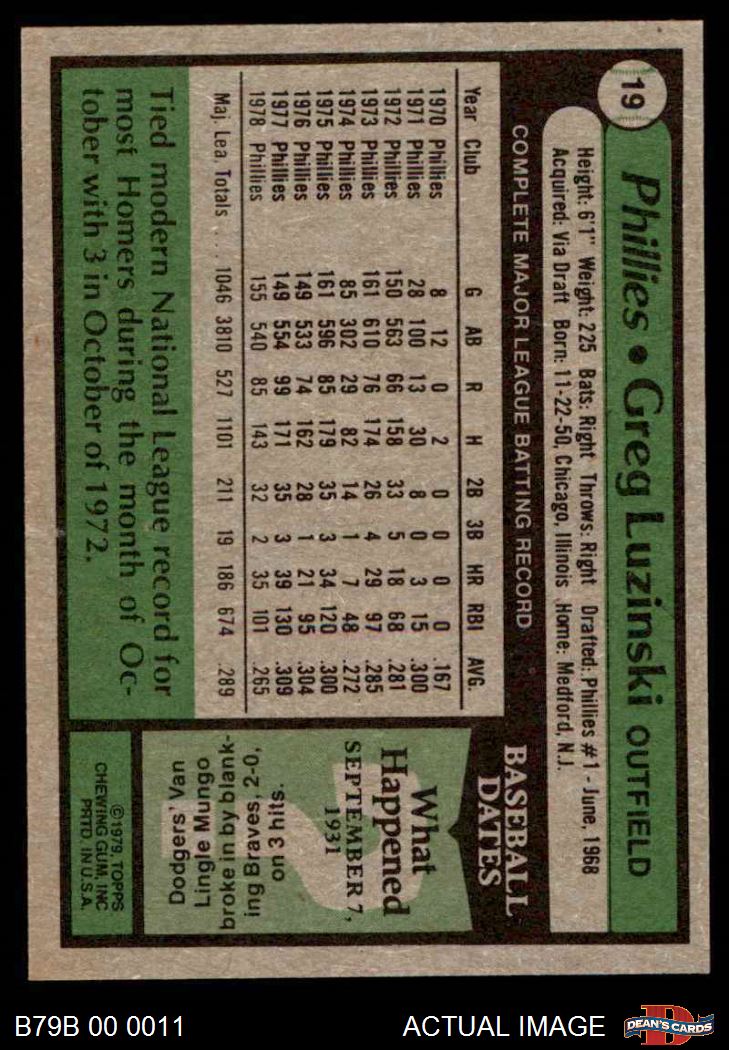 19
Phillies • Greg Luzinski OUTFIELD
Height: 6'1" Weight: 225 Bats: Right Throws: Right Drafted: Phillies #1 - June, 1968
Acquired: Via Draft Born: 11-22-50, Chicago, Illinois Home: Medford, N.J.
COMPLETE MAJOR LEAGUE BATTING RECORD
Year Club G AB R H 2B 3B HR RBI AVG.
1970 Phillies 8 12 0 2 0 0 0 0 .167
1971 Phillies 28 100 13 30 8 0 3 15 .300
1972 Phillies 150 563 66 158 33 5 18 68 .281
1973 Phillies 161 610 76 174 26 4 29 97 .285
1974 Phillies 85 302 29 82 14 1 7 48 .272
1975 Phillies 161 596 85 179 35 3 34 120 .300
1976 Phillies 149 533 74 162 28 1 21 95 .304
1977 Phillies 149 554 99 171 35 3 39 130 .309
1978 Phillies 155 540 85 143 32 2 35 101 .265
Maj. Lea. Totals . . . 1046 3810 527 1101 211 19 186 674 .289
Tied modern National League record for
most Homers during the month of Oc-
tober with 3 in October of 1972.
BASEBALL
DATES
What
Happened
SEPTEMBER 7,
1931
Dodgers' Van
Lingle Mungo
broke in by blank-
ing Braves, 2-0,
on 3 hits.
©1979, TOPPS
CHEWING GUM, INC
PRTD. IN U.S.A.
B79B 00 0011
ACTUAL IMAGE
D
DEAN'S CARDS